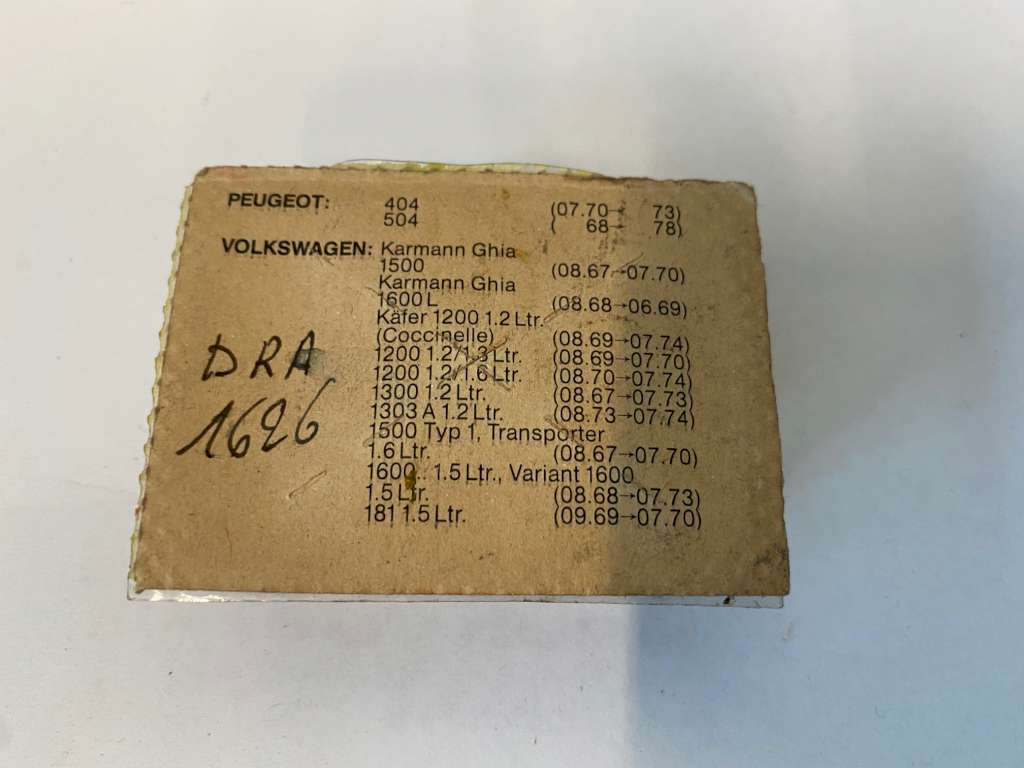 PEUGEOT: 404 (07.70→ 73)
504 ( 68→ 78)
VOLKSWAGEN: Karmann Ghia
1500 (08.67→07.70)
Karmann Ghia
1600 L (08.68→06.69)
Käfer 1200 1.2 Ltr.
(Coccinelle) (08.69→07.74)
1200 1.2/1.3 Ltr. (08.69→07.70)
1200 1.2/1.6 Ltr. (08.70→07.74)
1300 1.2 Ltr. (08.67→07.73)
1303 A 1.2 Ltr. (08.73→07.74)
1500 Typ 1, Transporter
1.6 Ltr. (08.67→07.70)
1600.. 1.5 Ltr., Variant 1600
1.5 Ltr. (08.68→07.73)
181 1.5 Ltr. (09.69→07.70)
DRA
1626